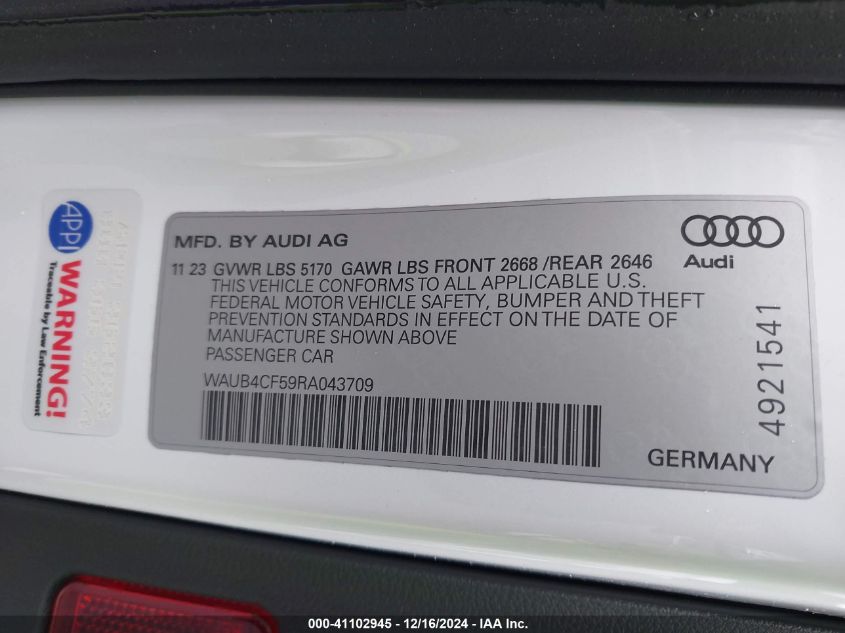 MFD. BY AUDI AG
Audi
11 23 GVWR LBS 5170 GAWR LBS FRONT 2668 /REAR 2646
THIS VEHICLE CONFORMS TO ALL APPLICABLE U.S.
FEDERAL MOTOR VEHICLE SAFETY, BUMPER AND THEFT
PREVENTION STANDARDS IN EFFECT ON THE DATE OF
MANUFACTURE SHOWN ABOVE
PASSENGER CAR
WAUB4CF59RA043709
GERMANY
4921541
APPI
WARNING!
Traceable by Law Enforcement
000-41102945 - 12/16/2024 - IAA Inc.